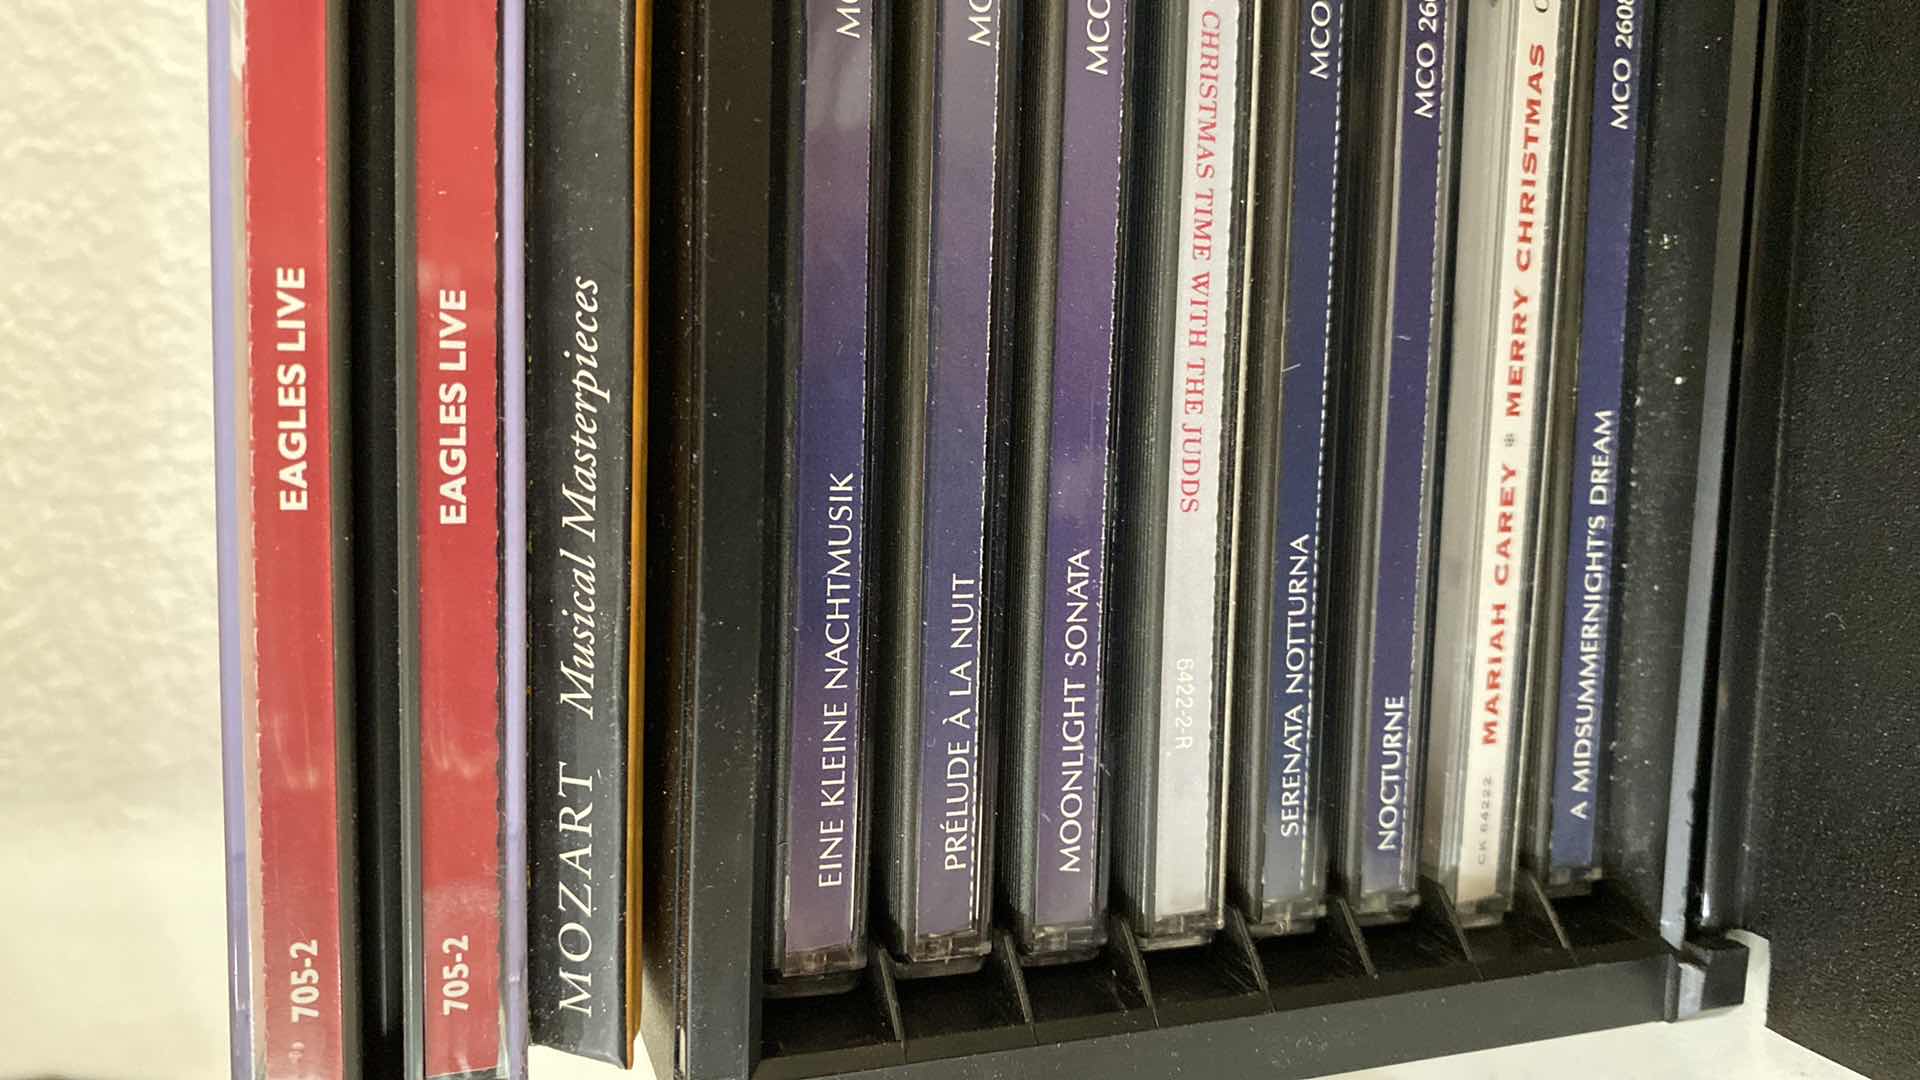 705-2 EAGLES LIVE
705-2 EAGLES LIVE
MOZART Musical Masterpieces
EINE KLEINE NACHTMUSIK
PRÉLUDE À LA NUIT
MOONLIGHT SONATA MCO
CHRISTMAS TIME WITH THE JUDDS 6422-2-R
SERENATA NOTTURNA MCO
NOCTURNE MCO
CK 64222 MARIAH CAREY ❄ MERRY CHRISTMAS
A MIDSUMMERNIGHT'S DREAM MCO